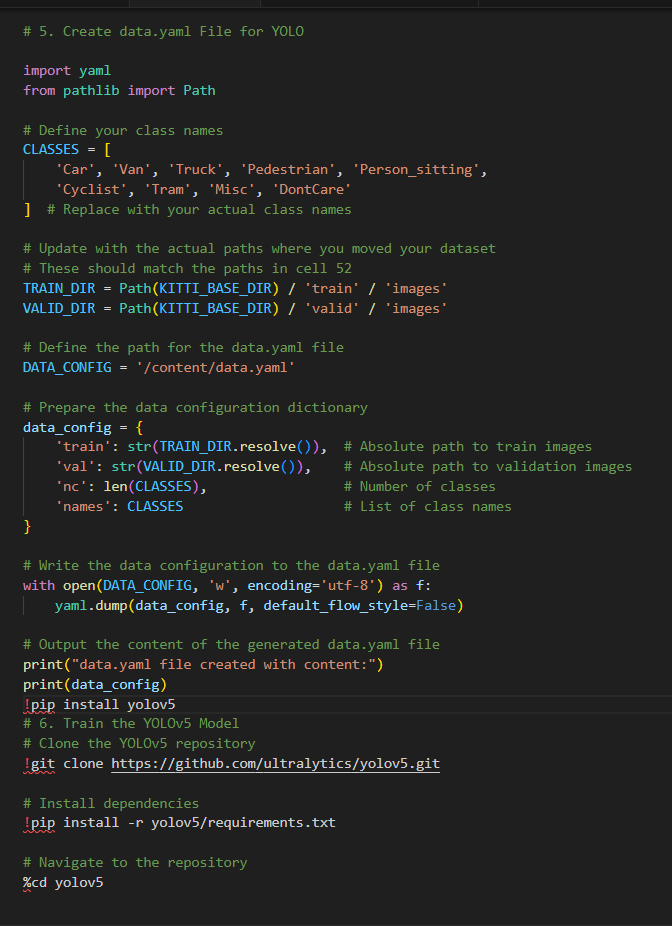 # 5. Create data.yaml File for YOLO
import yaml
from pathlib import Path
# Define your class names
CLASSES = [
    'Car', 'Van', 'Truck', 'Pedestrian', 'Person_sitting',
    'Cyclist', 'Tram', 'Misc', 'DontCare'
]  # Replace with your actual class names
# Update with the actual paths where you moved your dataset
# These should match the paths in cell 52
TRAIN_DIR = Path(KITTI_BASE_DIR) / 'train' / 'images'
VALID_DIR = Path(KITTI_BASE_DIR) / 'valid' / 'images'
# Define the path for the data.yaml file
DATA_CONFIG = '/content/data.yaml'
# Prepare the data configuration dictionary
data_config = {
    'train': str(TRAIN_DIR.resolve()),  # Absolute path to train images
    'val': str(VALID_DIR.resolve()),    # Absolute path to validation images
    'nc': len(CLASSES),                 # Number of classes
    'names': CLASSES                    # List of class names
}
# Write the data configuration to the data.yaml file
with open(DATA_CONFIG, 'w', encoding='utf-8') as f:
    yaml.dump(data_config, f, default_flow_style=False)
# Output the content of the generated data.yaml file
print("data.yaml file created with content:")
print(data_config)
!pip install yolov5
# 6. Train the YOLOv5 Model
# Clone the YOLOv5 repository
!git clone https://github.com/ultralytics/yolov5.git
# Install dependencies
!pip install -r yolov5/requirements.txt
# Navigate to the repository
%cd yolov5